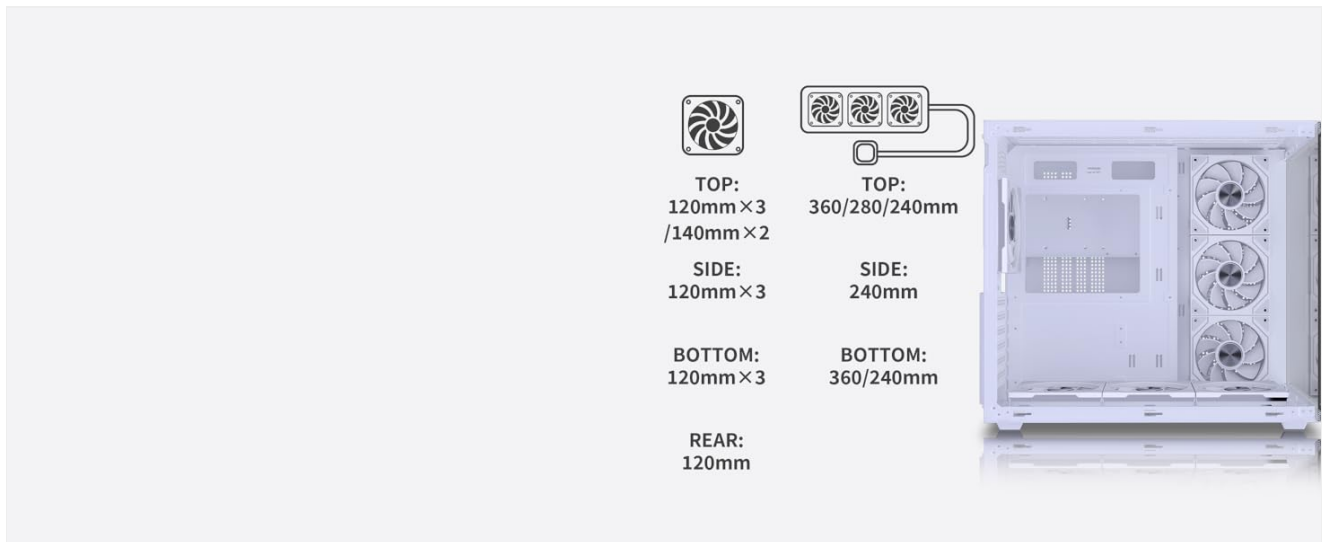 TOP:
120mm×3
/140mm×2
SIDE:
120mm×3
BOTTOM:
120mm×3
REAR:
120mm
TOP:
360/280/240mm
SIDE:
240mm
BOTTOM:
360/240mm